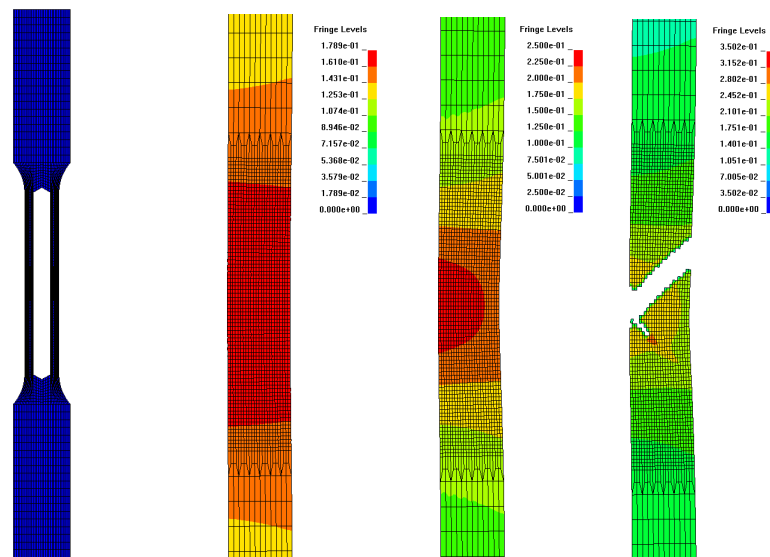 Fringe Levels
1.789e-01
1.610e-01
1.431e-01
1.253e-01
1.074e-01
8.946e-02
7.157e-02
5.368e-02
3.579e-02
1.789e-02
0.000e+00
Fringe Levels
2.500e-01
2.250e-01
2.000e-01
1.750e-01
1.500e-01
1.250e-01
1.000e-01
7.501e-02
5.001e-02
2.500e-02
0.000e+00
Fringe Levels
3.502e-01
3.152e-01
2.802e-01
2.452e-01
2.101e-01
1.751e-01
1.401e-01
1.051e-01
7.005e-02
3.502e-02
0.000e+00